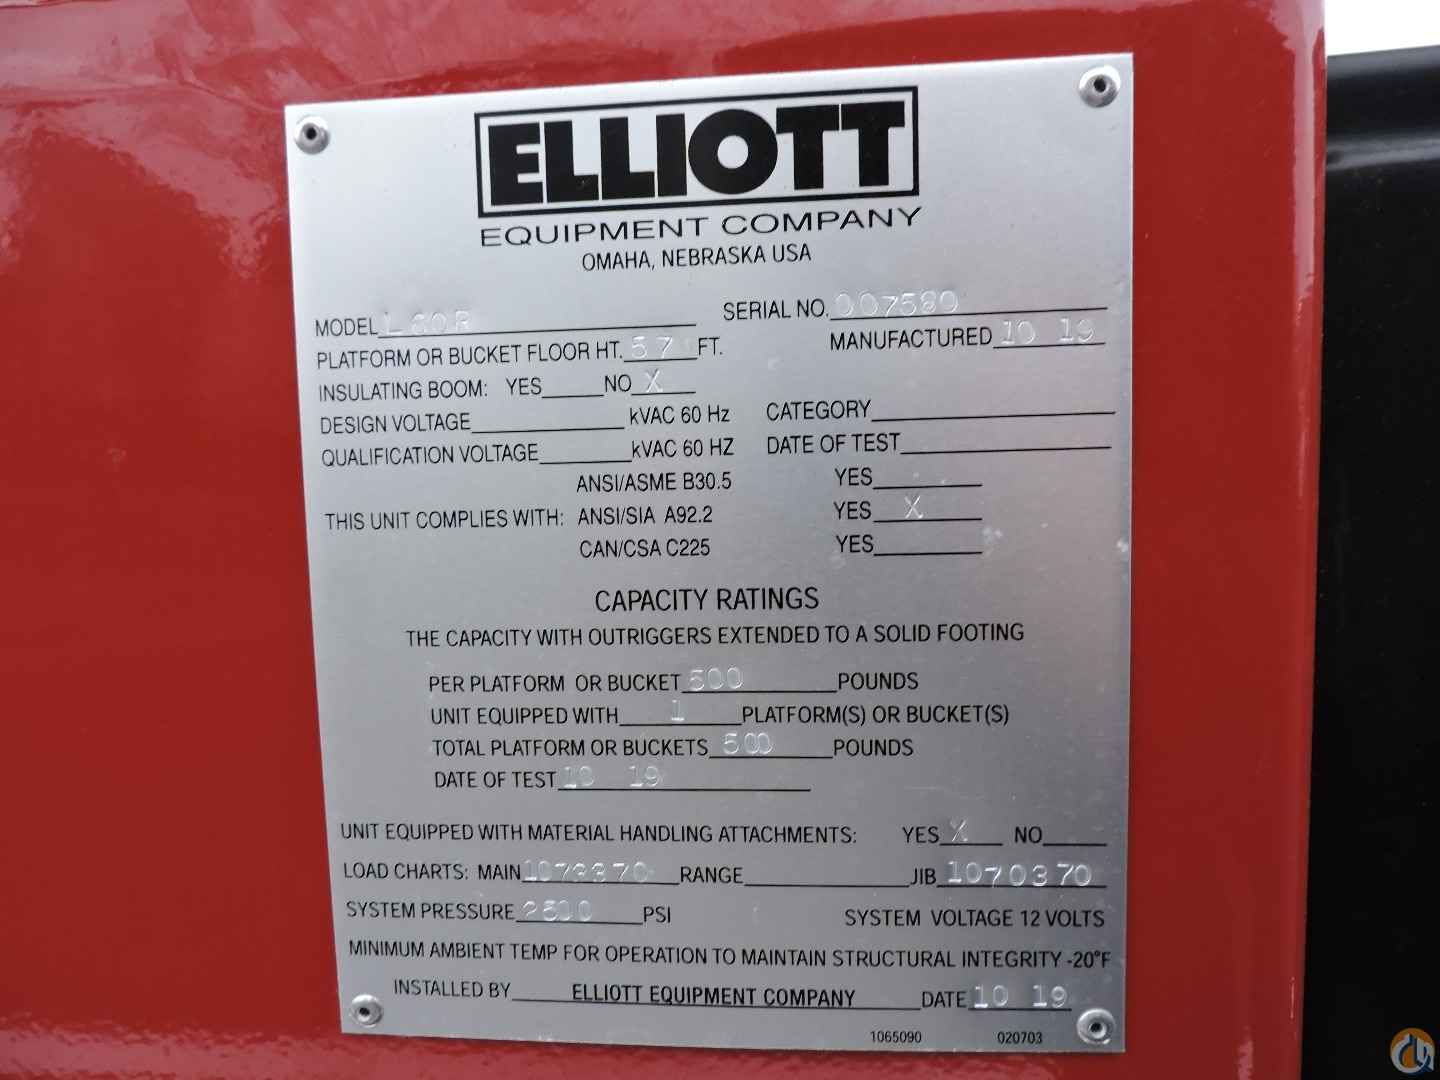 ELLIOTT
EQUIPMENT COMPANY
OMAHA, NEBRASKA USA
MODEL L60R SERIAL NO. 007580
PLATFORM OR BUCKET FLOOR HT. 57 FT. MANUFACTURED 10 19
INSULATING BOOM: YES NO X
DESIGN VOLTAGE kVAC 60 Hz CATEGORY
QUALIFICATION VOLTAGE kVAC 60 HZ DATE OF TEST
ANSI/ASME B30.5 YES
THIS UNIT COMPLIES WITH: ANSI/SIA A92.2 YES X
CAN/CSA C225 YES
CAPACITY RATINGS
THE CAPACITY WITH OUTRIGGERS EXTENDED TO A SOLID FOOTING
PER PLATFORM OR BUCKET 500 POUNDS
UNIT EQUIPPED WITH 1 PLATFORM(S) OR BUCKET(S)
TOTAL PLATFORM OR BUCKETS 500 POUNDS
DATE OF TEST 10 19
UNIT EQUIPPED WITH MATERIAL HANDLING ATTACHMENTS: YES X NO
LOAD CHARTS: MAIN RANGE JIB 1070370
SYSTEM PRESSURE 2500 PSI SYSTEM VOLTAGE 12 VOLTS
MINIMUM AMBIENT TEMP FOR OPERATION TO MAINTAIN STRUCTURAL INTEGRITY -20°F
INSTALLED BY ELLIOTT EQUIPMENT COMPANY DATE 10 19
1065090 020703